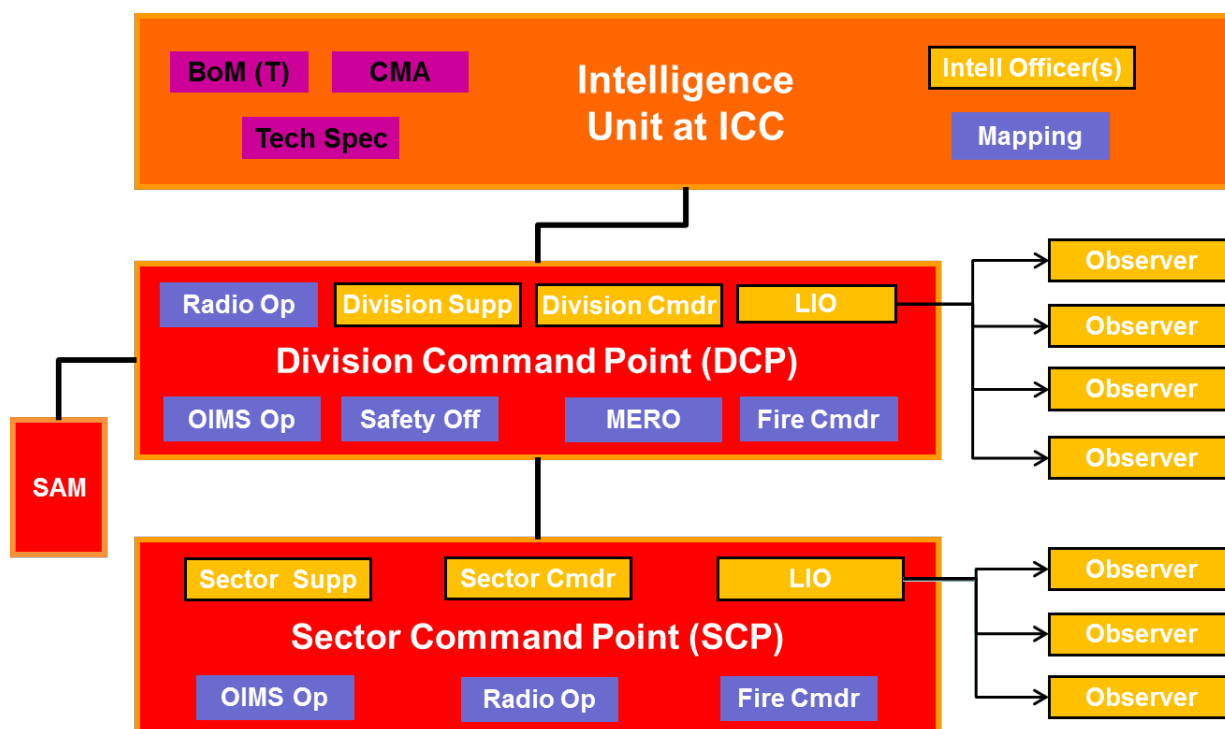 BoM (T)
CMA
Intelligence
Unit at ICC
Intell Officer(s)
Tech Spec
Mapping
Observer
Observer
Observer
Observer
Radio Op
Division Supp
Division Cmdr
LIO
Division Command Point (DCP)
OIMS Op
Safety Off
MERO
Fire Cmdr
SAM
Sector Supp
Sector Cmdr
LIO
Observer
Observer
Observer
Sector Command Point (SCP)
OIMS Op
Radio Op
Fire Cmdr